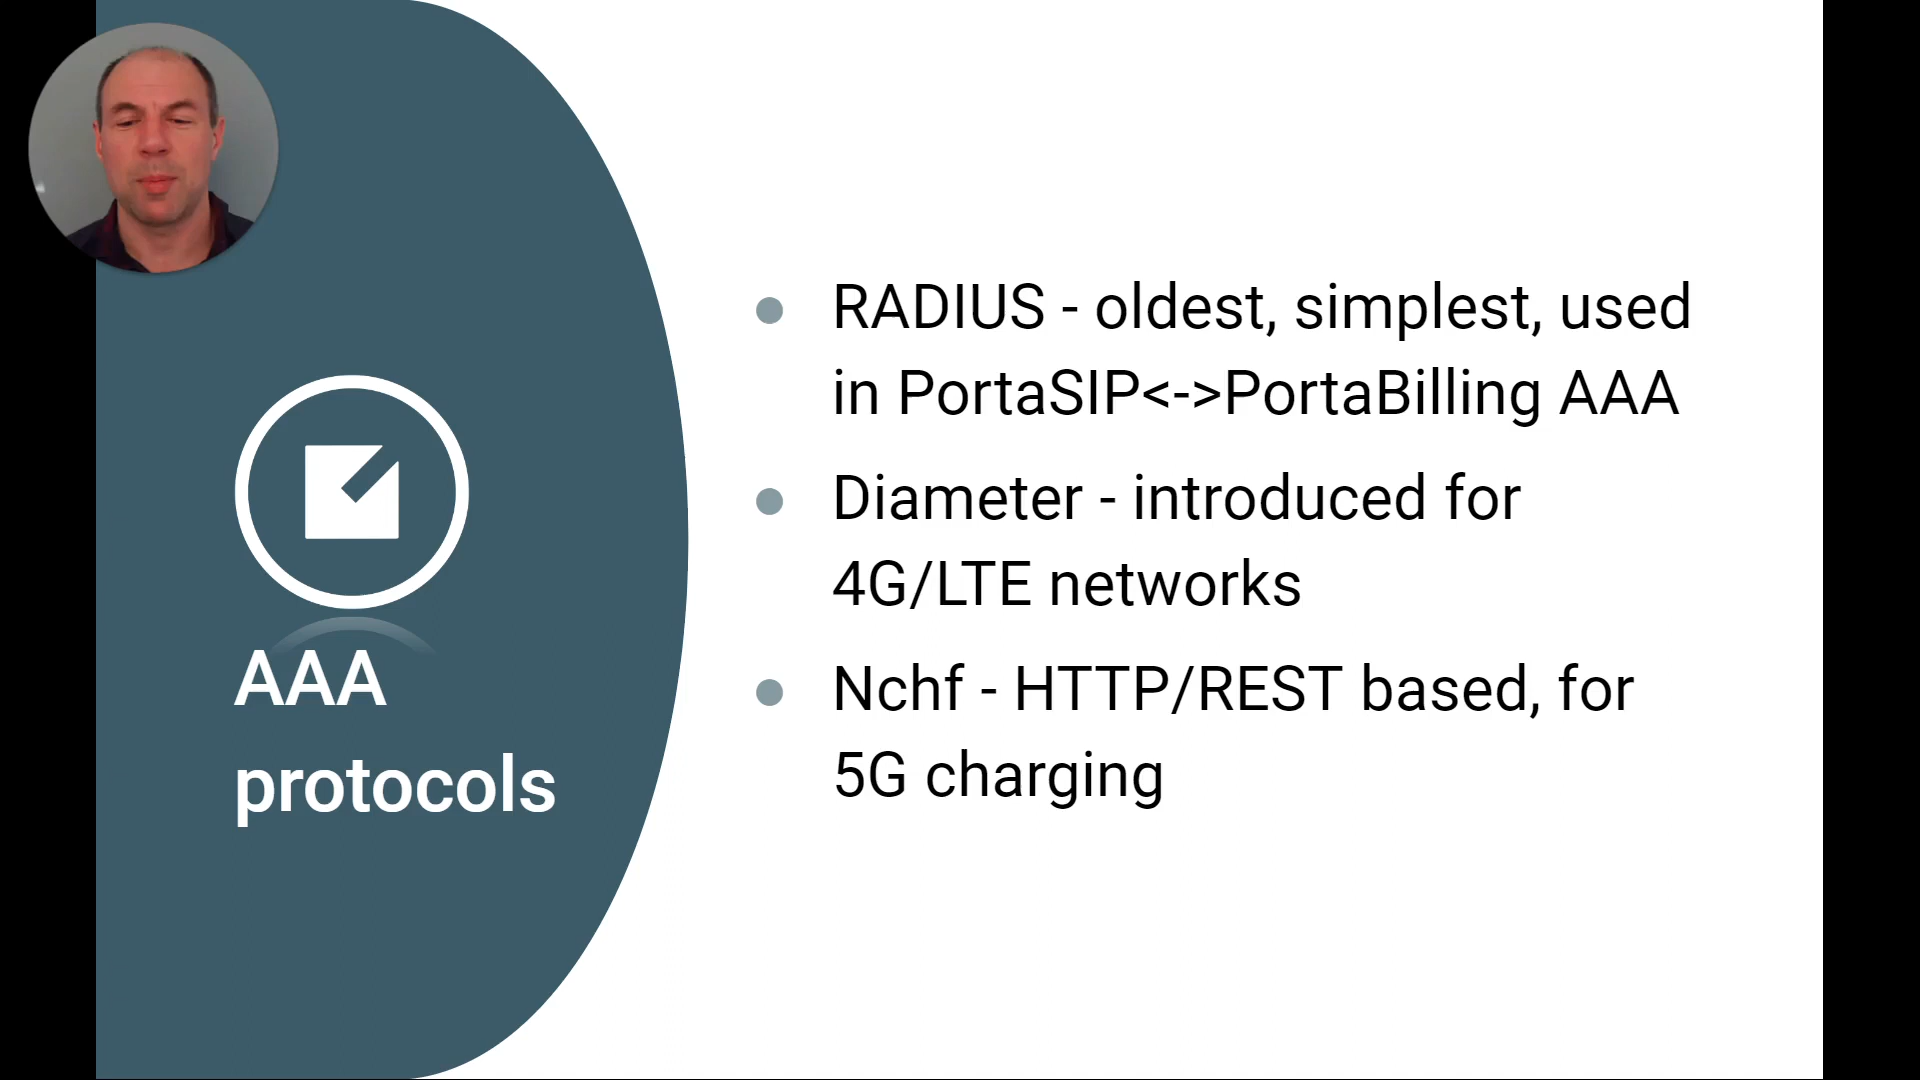 AAA
protocols
RADIUS - oldest, simplest, used
in PortaSIP<->PortaBilling AAA
Diameter - introduced for
4G/LTE networks
Nchf - HTTP/REST based, for
5G charging